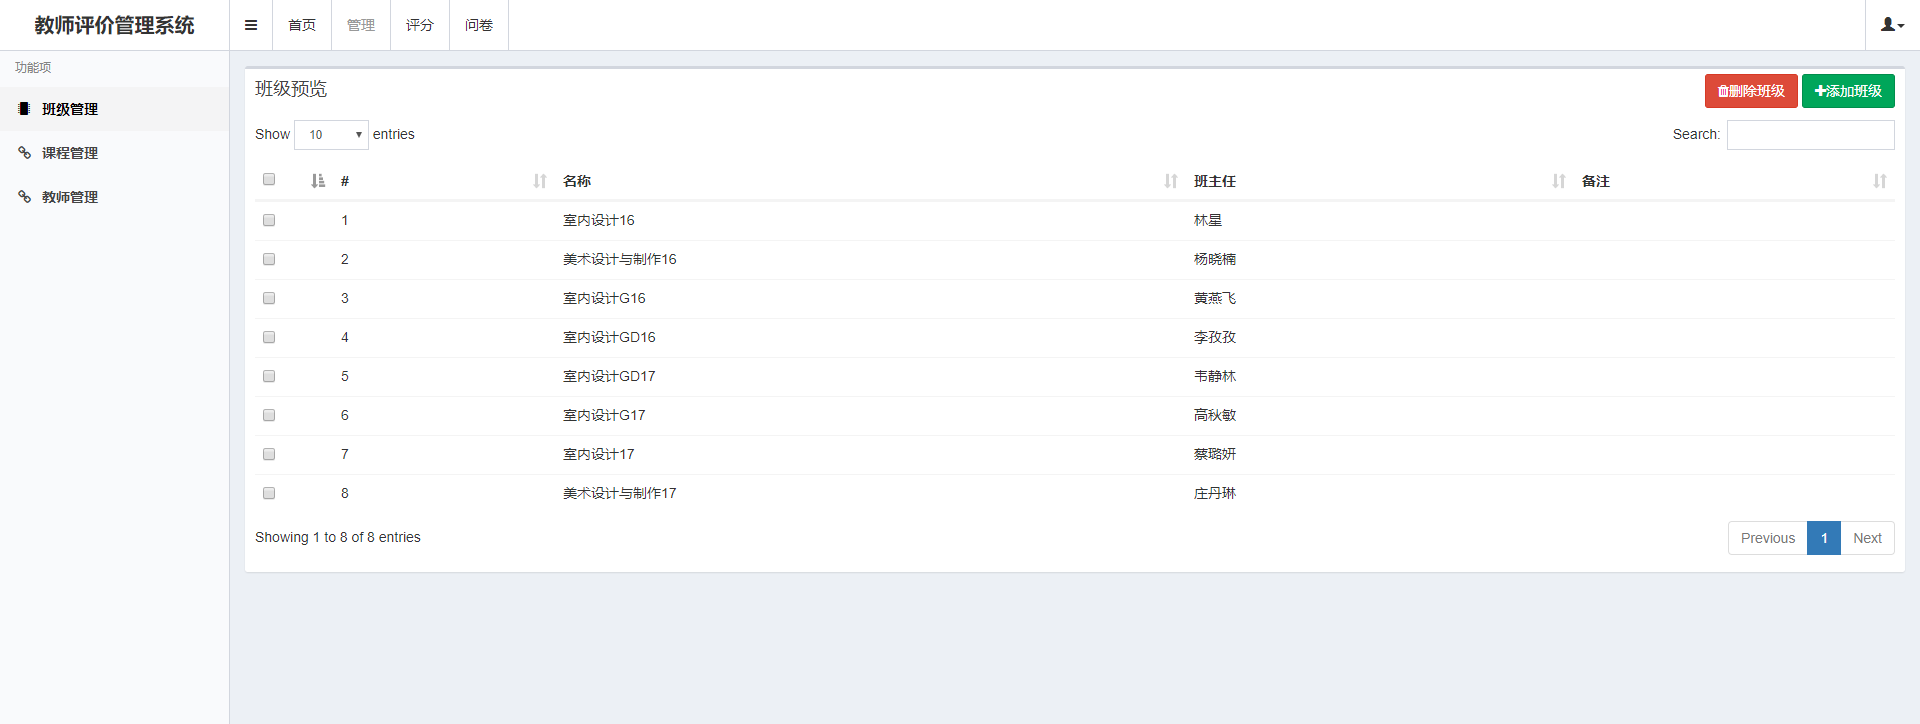 教师评价管理系统
首页 管理 评分 问卷
功能项
班级管理
课程管理
教师管理
班级预览
删除班级 添加班级
Show 10 entries
Search:
# 名称 班主任 备注
1 室内设计16 林星
2 美术设计与制作16 杨晓楠
3 室内设计G16 黄燕飞
4 室内设计GD16 李孜孜
5 室内设计GD17 韦静林
6 室内设计G17 高秋敏
7 室内设计17 蔡璐妍
8 美术设计与制作17 庄丹琳
Showing 1 to 8 of 8 entries
Previous 1 Next